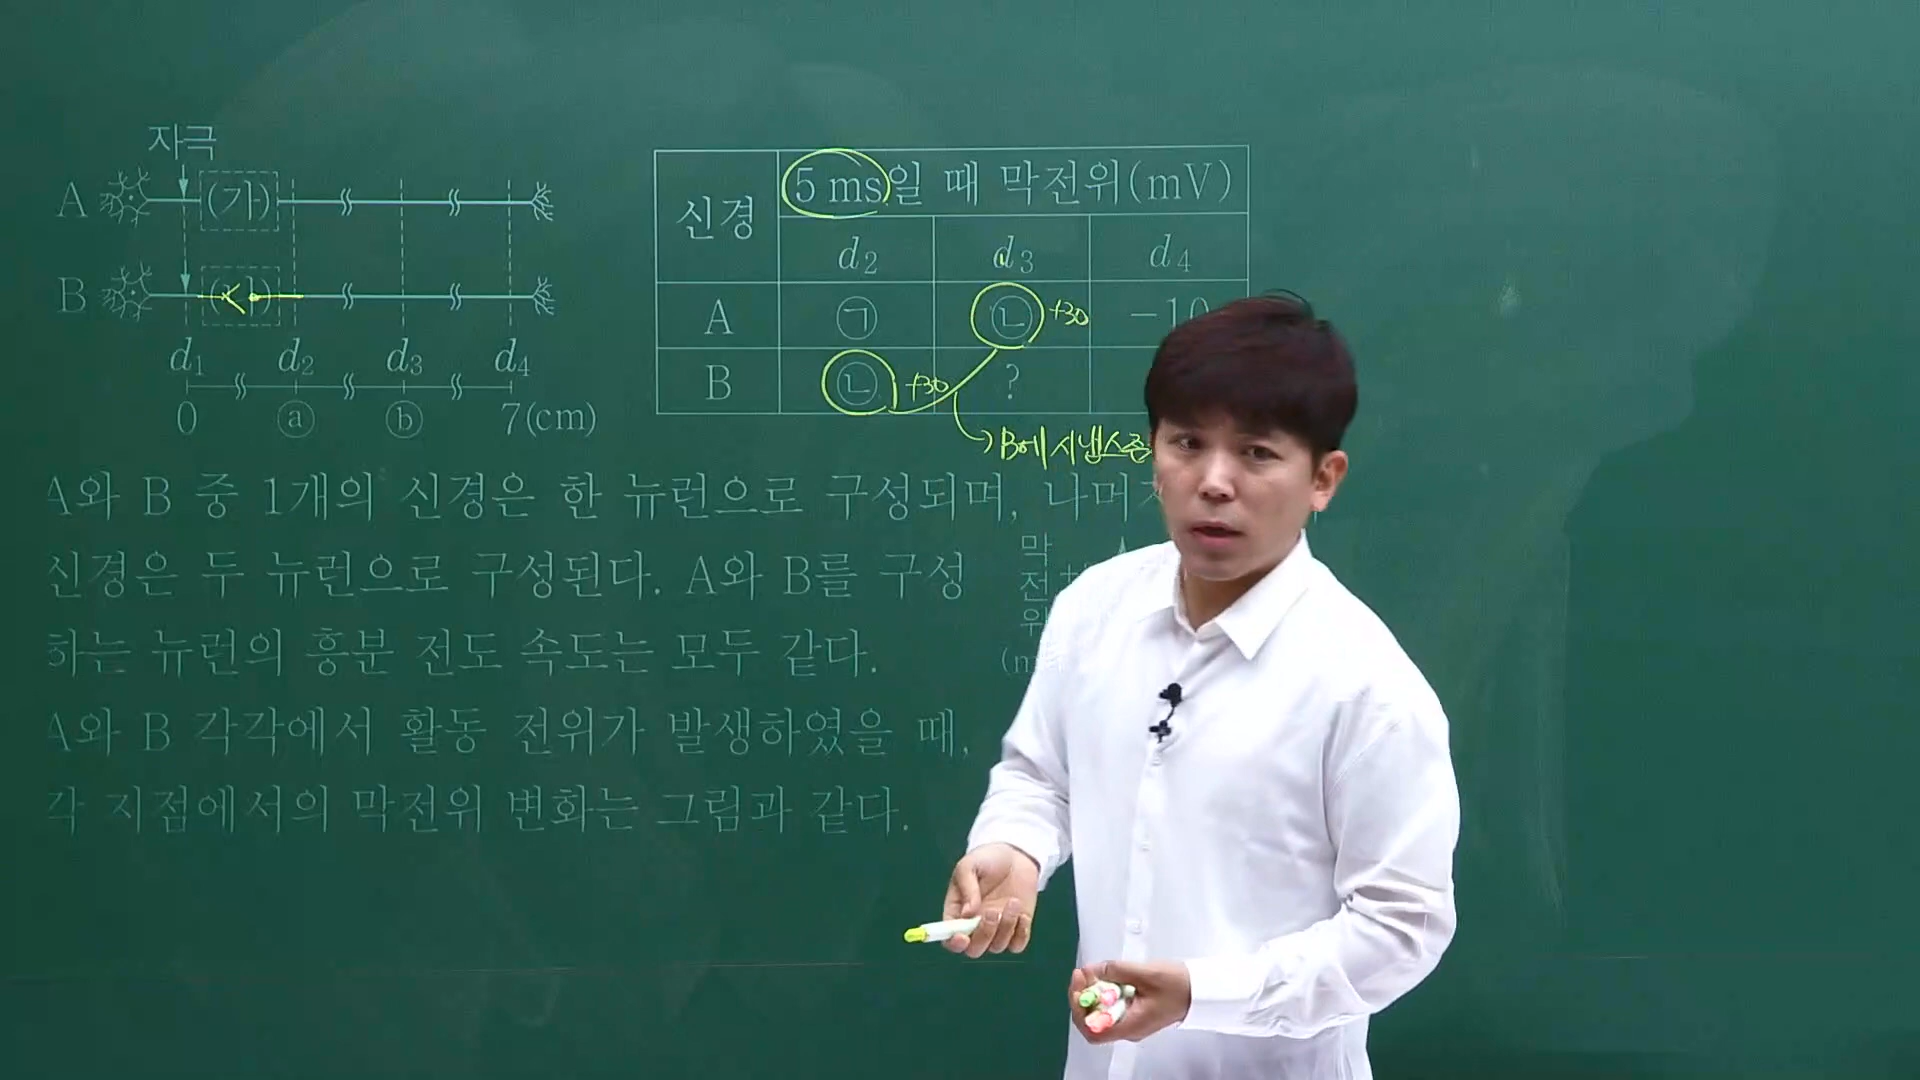 자극
A (가)
B (나)
d1 d2 d3 d4
0 ⓐ ⓑ 7(cm)
신경 5 ms일 때 막전위(mV)
d2 d3 d4
A ㉠ ㉡ +30 -10
B ㉡ +30 ?
B에 시냅스
A와 B 중 1개의 신경은 한 뉴런으로 구성되며,
신경은 두 뉴런으로 구성된다. A와 B를 구성
하는 뉴런의 흥분 전도 속도는 모두 같다.
A와 B 각각에서 활동 전위가 발생하였을 때,
각 지점에서의 막전위 변화는 그림과 같다.
막
전
위